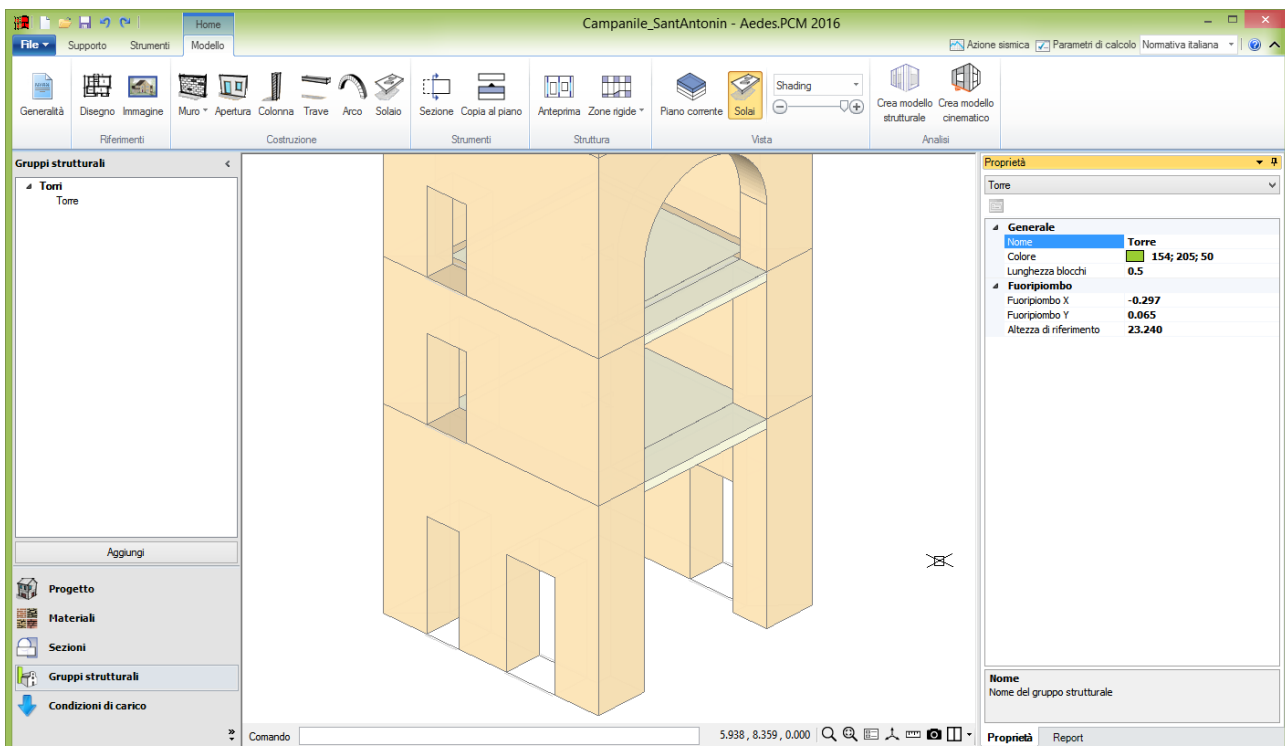 Home
Campanile_SantAntonin - Aedes.PCM 2016
File Supporto Strumenti Modello
Azione sismica Parametri di calcolo Normativa italiana
Generalità Disegno Immagine Muro Apertura Colonna Trave Arco Solaio Sezione Copia al piano Anteprima Zone rigide Piano corrente Solai Shading
Crea modello strutturale
Crea modello cinematico
Riferimenti Costruzione Strumenti Struttura Vista Analisi
Gruppi strutturali
Torri
Torre
Aggiungi
Progetto
Materiali
Sezioni
Gruppi strutturali
Condizioni di carico
Comando
5.938 , 8.359 , 0.000
Proprietà
Torre
Generale
Nome Torre
Colore 154; 205; 50
Lunghezza blocchi 0.5
Fuoripiombo
Fuoripiombo X -0.297
Fuoripiombo Y 0.065
Altezza di riferimento 23.240
Nome
Nome del gruppo strutturale
Proprietà Report